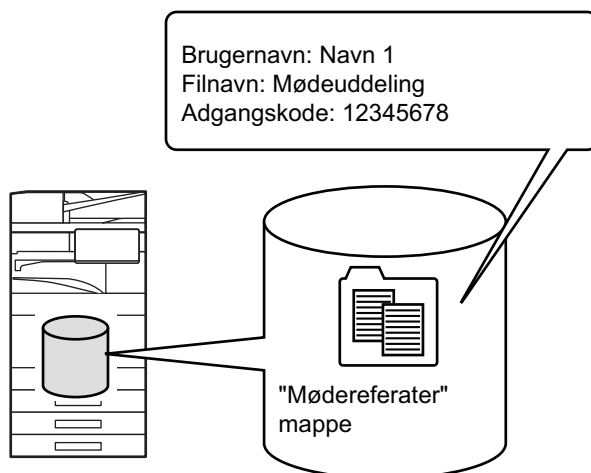 Brugernavn: Navn 1
Filnavn: Mødeuddeling
Adgangskode: 12345678
"Mødereferater"
mappe